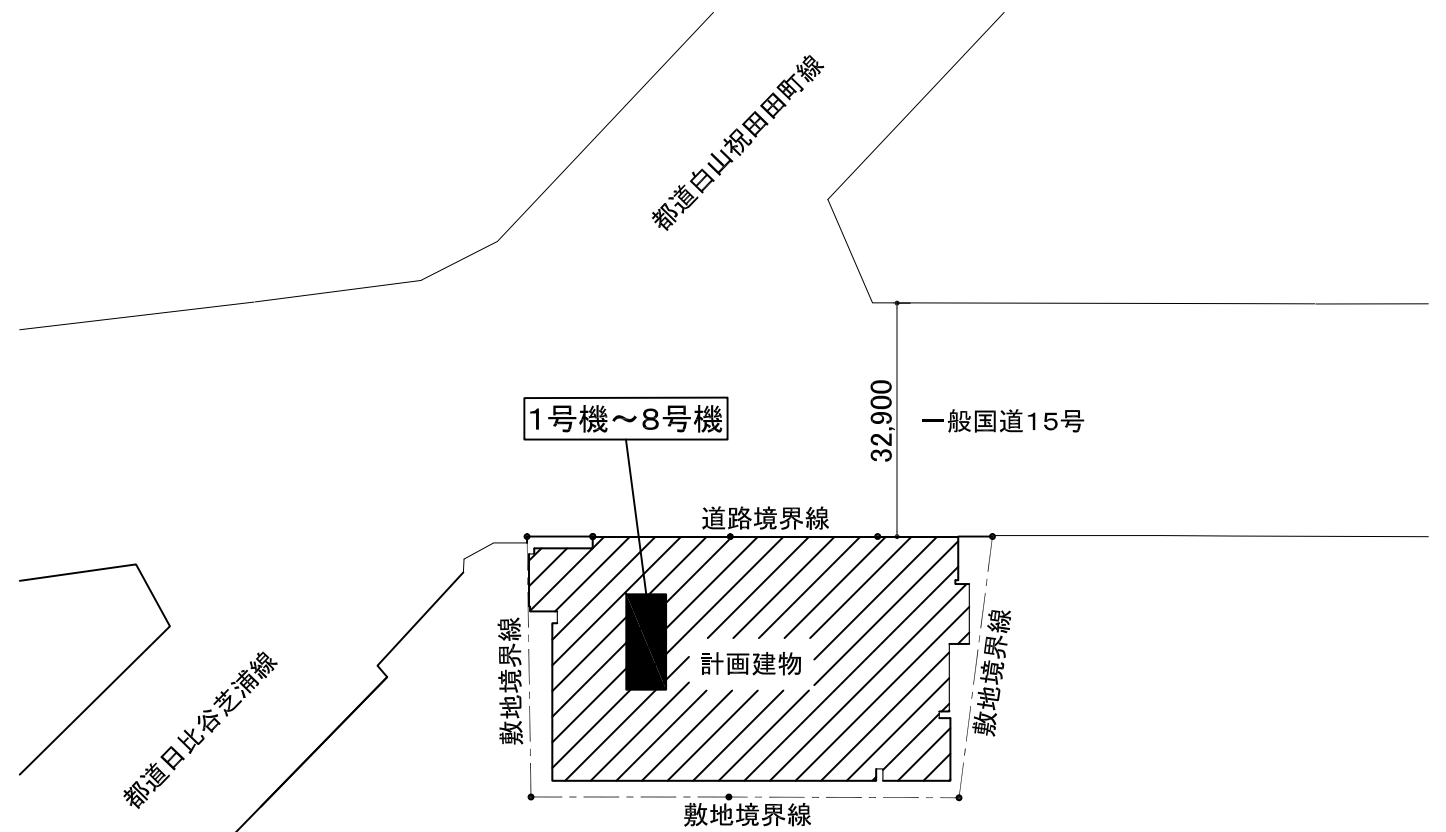 都道白山祝田田町線
1号機～8号機
32,900
一般国道15号
道路境界線
敷地境界線
計画建物
敷地境界線
都道日比谷芝浦線
敷地境界線